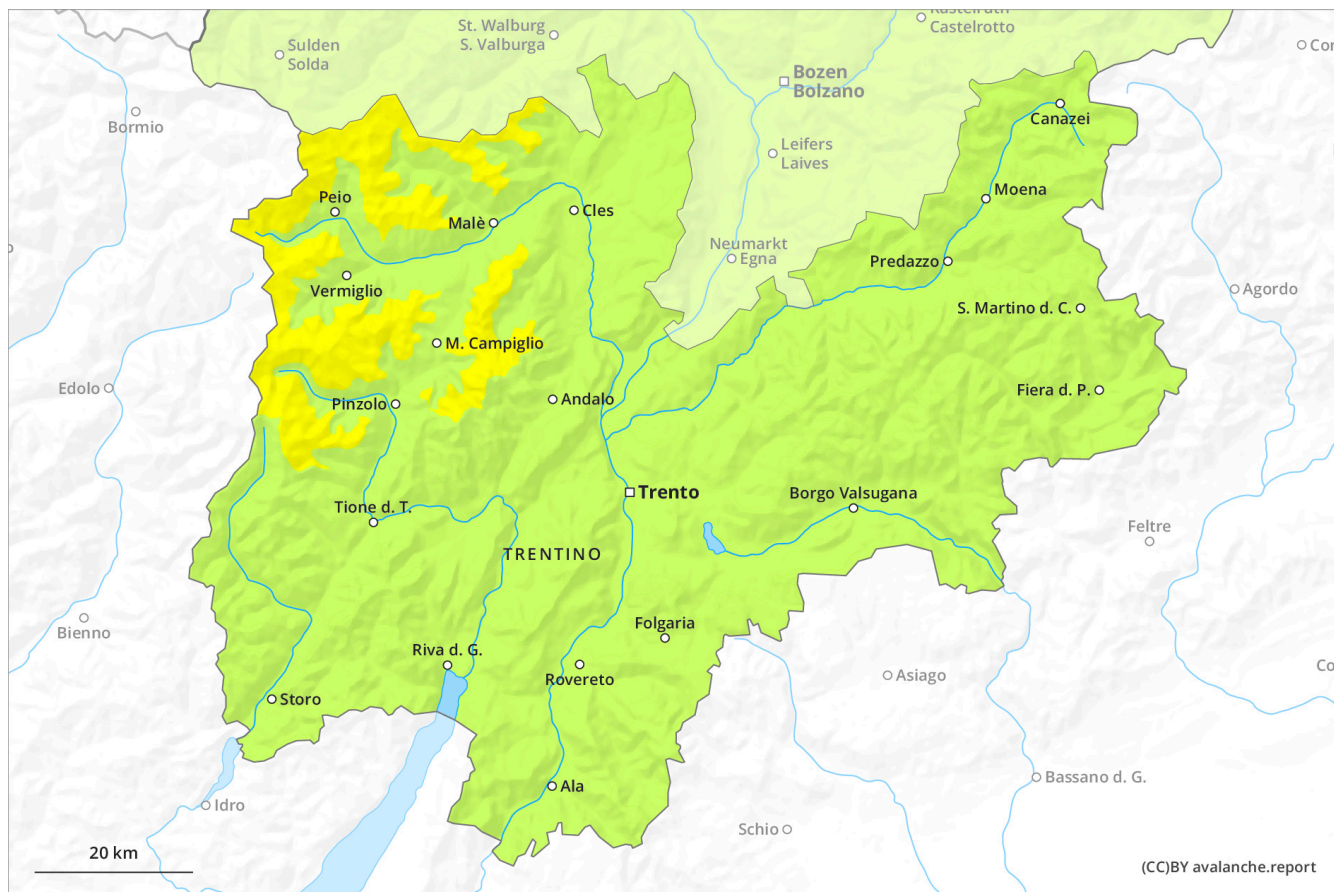 Kastelruth
Castelrotto
St. Walburg
S. Valburga
Sulden
Solda
Cor
Bozen
Bolzano
Bormio
Canazei
Leifers
Laives
Moena
Peio
Malè
Cles
Neumarkt
Egna
Predazzo
Vermiglio
Agordo
S. Martino d. C.
M. Campiglio
Edolo
Fiera d. P.
Andalo
Pinzolo
Trento
Borgo Valsugana
Tione d. T.
Feltre
TRENTINO
Bienno
Folgaria
Riva d. G.
Rovereto
Asiago
Co
Storo
Bassano d. G.
Ala
Idro
Schio
20 km
(CC)BY avalanche.report